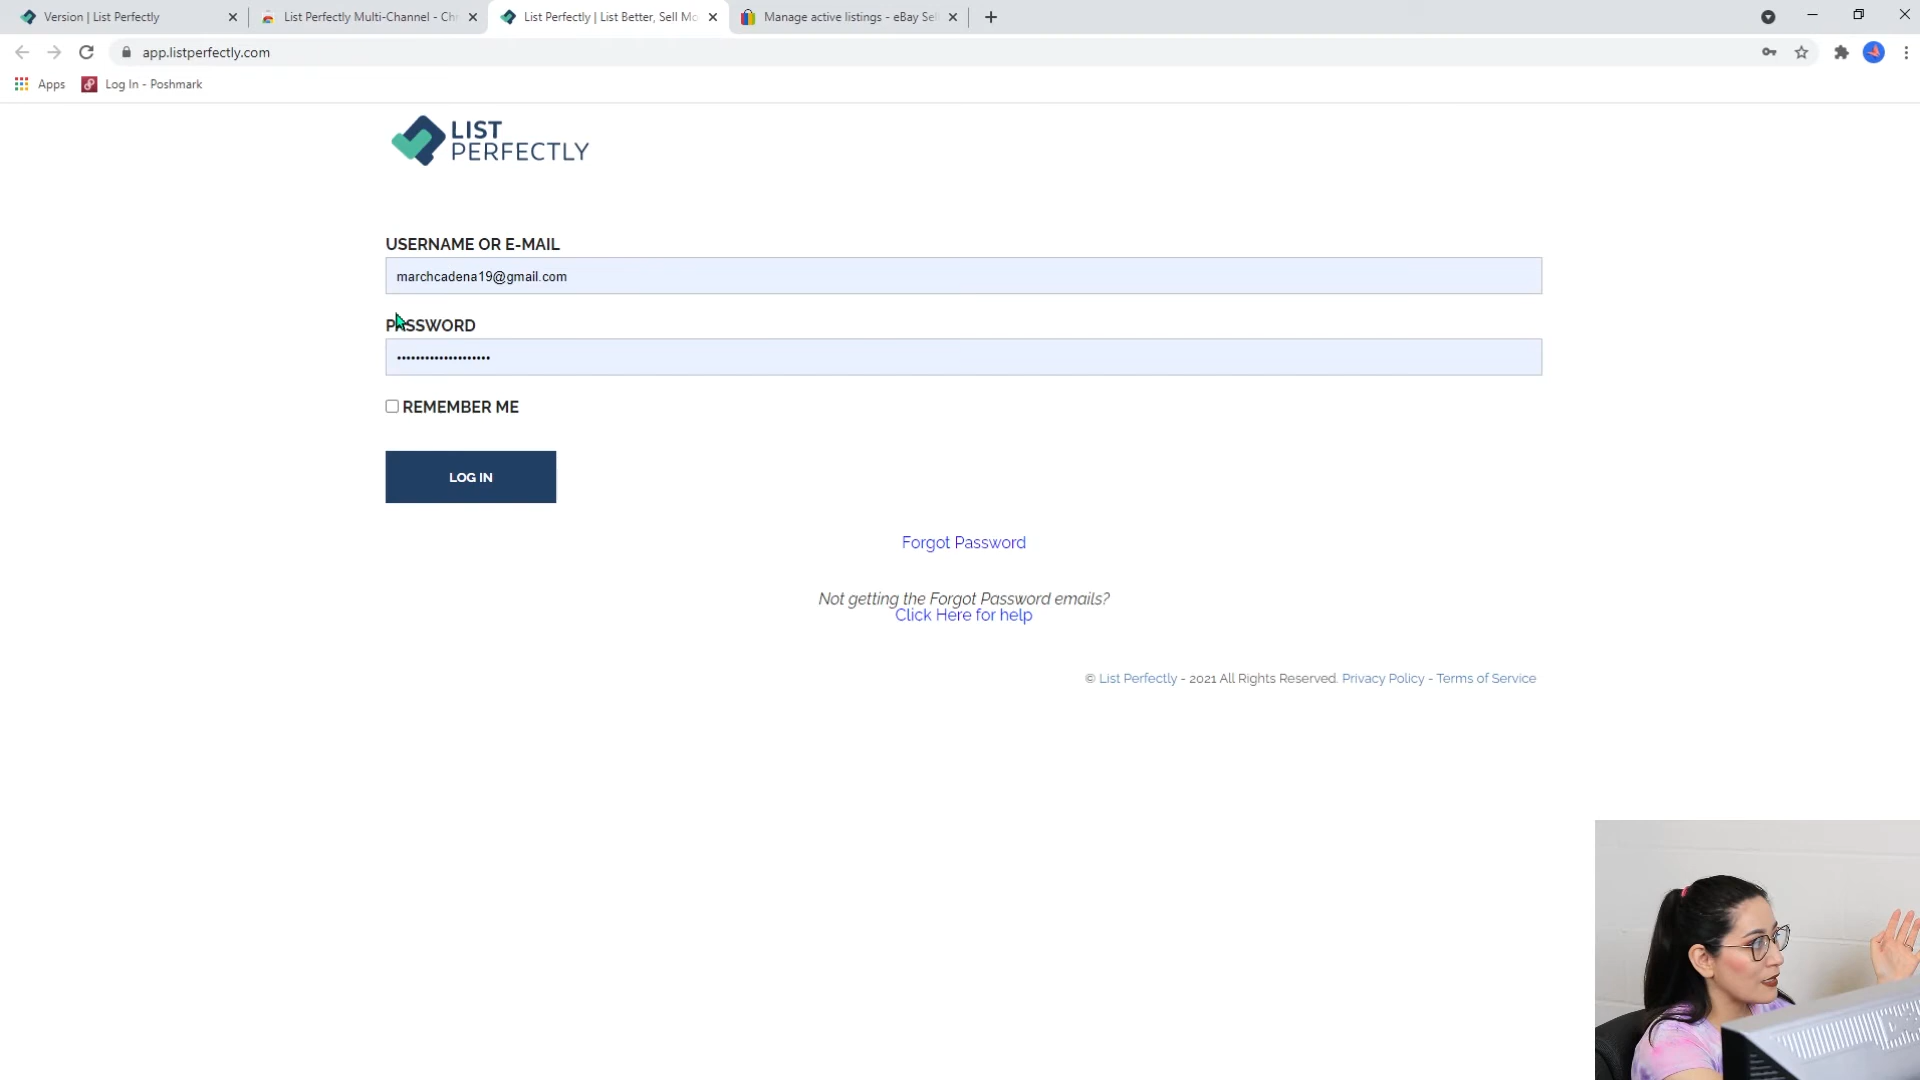 Version | List Perfectly
List Perfectly Multi-Channel - Ch
List Perfectly | List Better, Sell Mo
Manage active listings - eBay Sel
app.listperfectly.com
Apps
Log In - Poshmark
LIST
PERFECTLY
USERNAME OR E-MAIL
marchcadena19@gmail.com
PASSWORD
••••••••••••••••••••
REMEMBER ME
LOG IN
Forgot Password
Not getting the Forgot Password emails?
Click Here for help
© List Perfectly - 2021 All Rights Reserved. Privacy Policy - Terms of Service